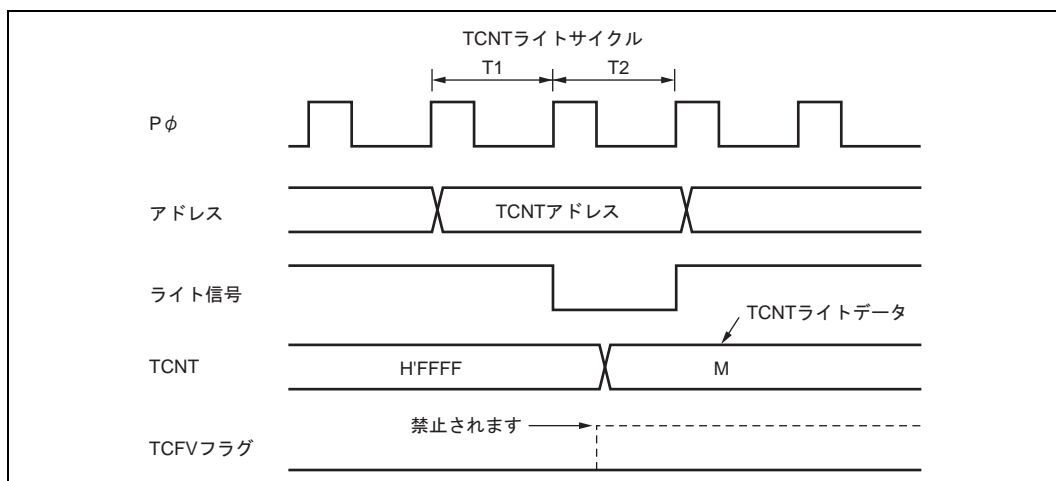 TCNTライトサイクル
T1 T2
Pφ
アドレス TCNTアドレス
ライト信号
TCNTライトデータ
TCNT H'FFFF M
禁止されます
TCFVフラグ